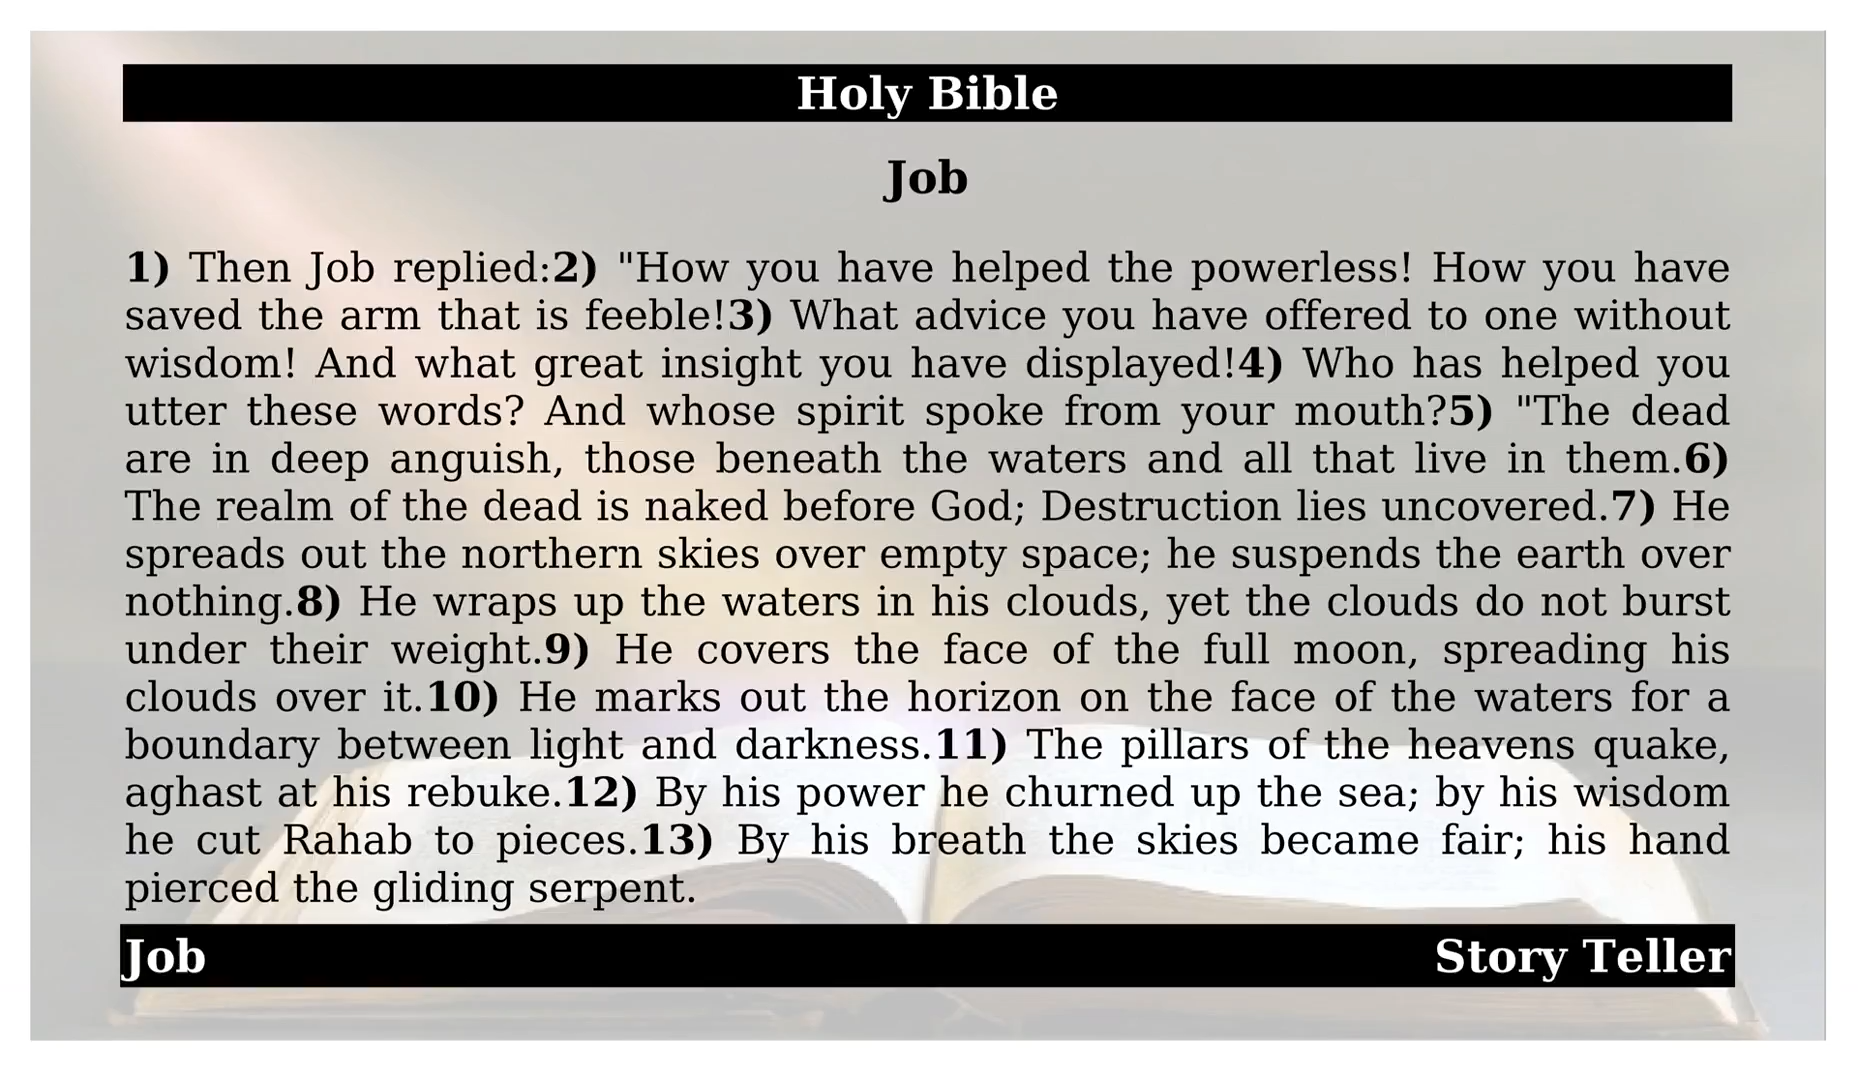 Holy Bible
Job
1) Then Job replied:2) "How you have helped the powerless! How you have
saved the arm that is feeble!3) What advice you have offered to one without
wisdom! And what great insight you have displayed!4) Who has helped you
utter these words? And whose spirit spoke from your mouth?5) "The dead
are in deep anguish, those beneath the waters and all that live in them.6)
The realm of the dead is naked before God; Destruction lies uncovered.7) He
spreads out the northern skies over empty space; he suspends the earth over
nothing.8) He wraps up the waters in his clouds, yet the clouds do not burst
under their weight.9) He covers the face of the full moon, spreading his
clouds over it.10) He marks out the horizon on the face of the waters for a
boundary between light and darkness.11) The pillars of the heavens quake,
aghast at his rebuke.12) By his power he churned up the sea; by his wisdom
he cut Rahab to pieces.13) By his breath the skies became fair; his hand
pierced the gliding serpent.
Job Story Teller